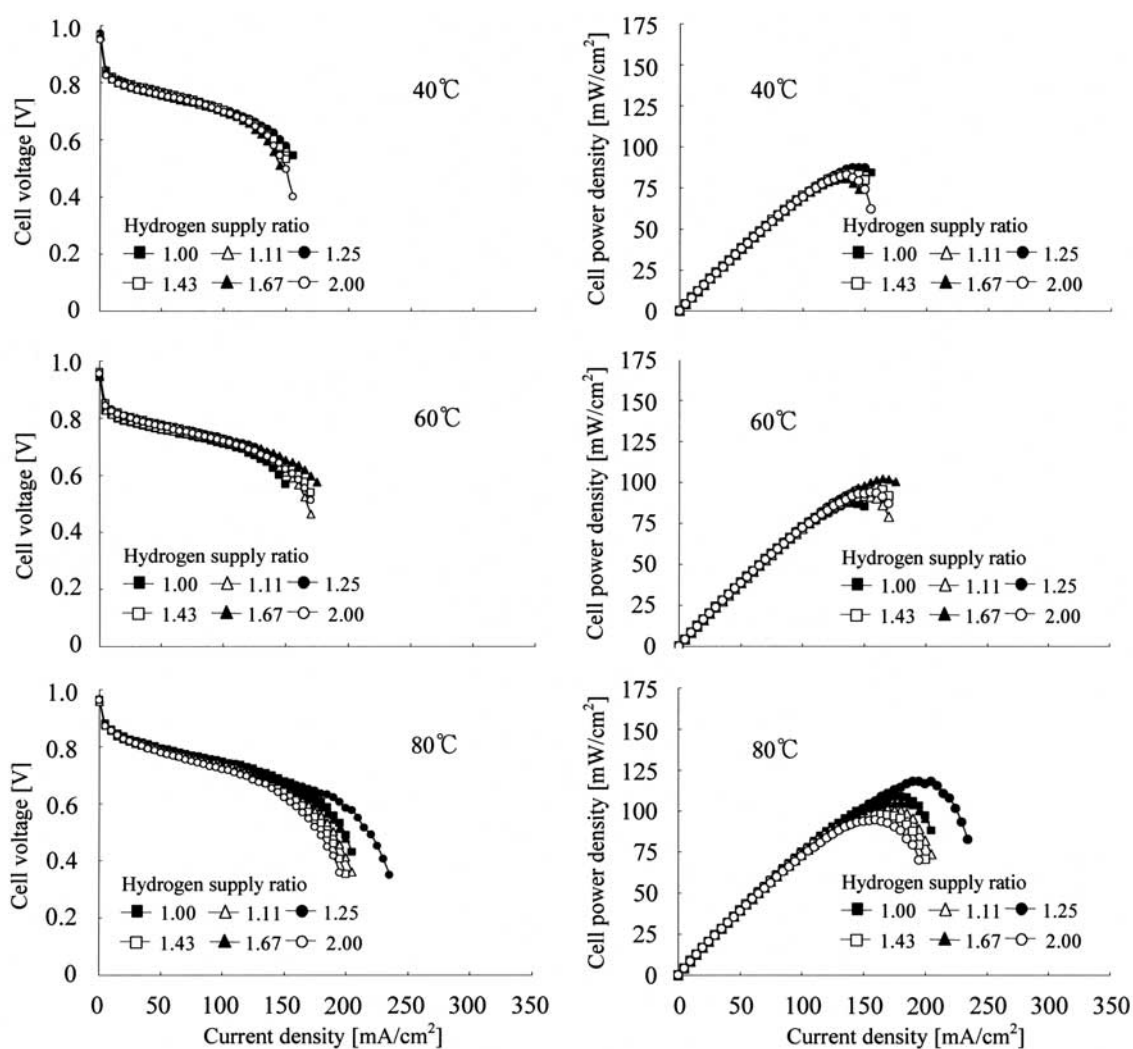 1.0
0.8
0.6
0.4
0.2
0
Cell voltage [V]
40℃
Hydrogen supply ratio
1.00 1.11 1.25
1.43 1.67 2.00
175
150
125
100
75
50
25
0
Cell power density [mW/cm²]
40℃
Hydrogen supply ratio
1.00 1.11 1.25
1.43 1.67 2.00
1.0
0.8
0.6
0.4
0.2
0
Cell voltage [V]
60℃
Hydrogen supply ratio
1.00 1.11 1.25
1.43 1.67 2.00
175
150
125
100
75
50
25
0
Cell power density [mW/cm²]
60℃
Hydrogen supply ratio
1.00 1.11 1.25
1.43 1.67 2.00
1.0
0.8
0.6
0.4
0.2
0
Cell voltage [V]
80℃
Hydrogen supply ratio
1.00 1.11 1.25
1.43 1.67 2.00
0 50 100 150 200 250 300 350
Current density [mA/cm²]
175
150
125
100
75
50
25
0
Cell power density [mW/cm²]
80℃
Hydrogen supply ratio
1.00 1.11 1.25
1.43 1.67 2.00
0 50 100 150 200 250 300 350
Current density [mA/cm²]